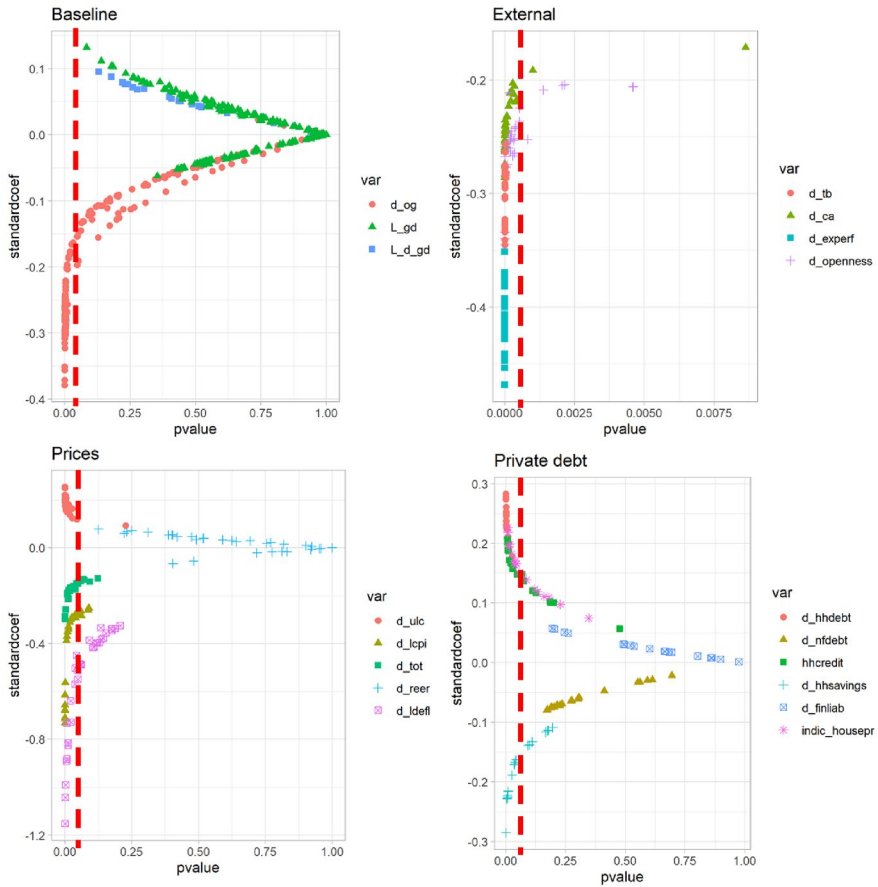 Baseline
0.1
0.0
-0.1
-0.2
-0.3
-0.4
standardcoef
0.00 0.25 0.50 0.75 1.00
pvalue
var
d_og
L_gd
L_d_gd
External
-0.2
-0.3
-0.4
standardcoef
0.0000 0.0025 0.0050 0.0075
pvalue
var
d_tb
d_ca
d_experf
d_openness
Prices
0.0
-0.4
-0.8
-1.2
standardcoef
0.00 0.25 0.50 0.75 1.00
pvalue
var
d_ulc
d_lcpi
d_tot
d_reer
d_ldefl
Private debt
0.3
0.2
0.1
0.0
-0.1
-0.2
-0.3
standardcoef
0.00 0.25 0.50 0.75 1.00
pvalue
var
d_hhdebt
d_nfdebt
hhcredit
d_hhsavings
d_finliab
indic_housepr